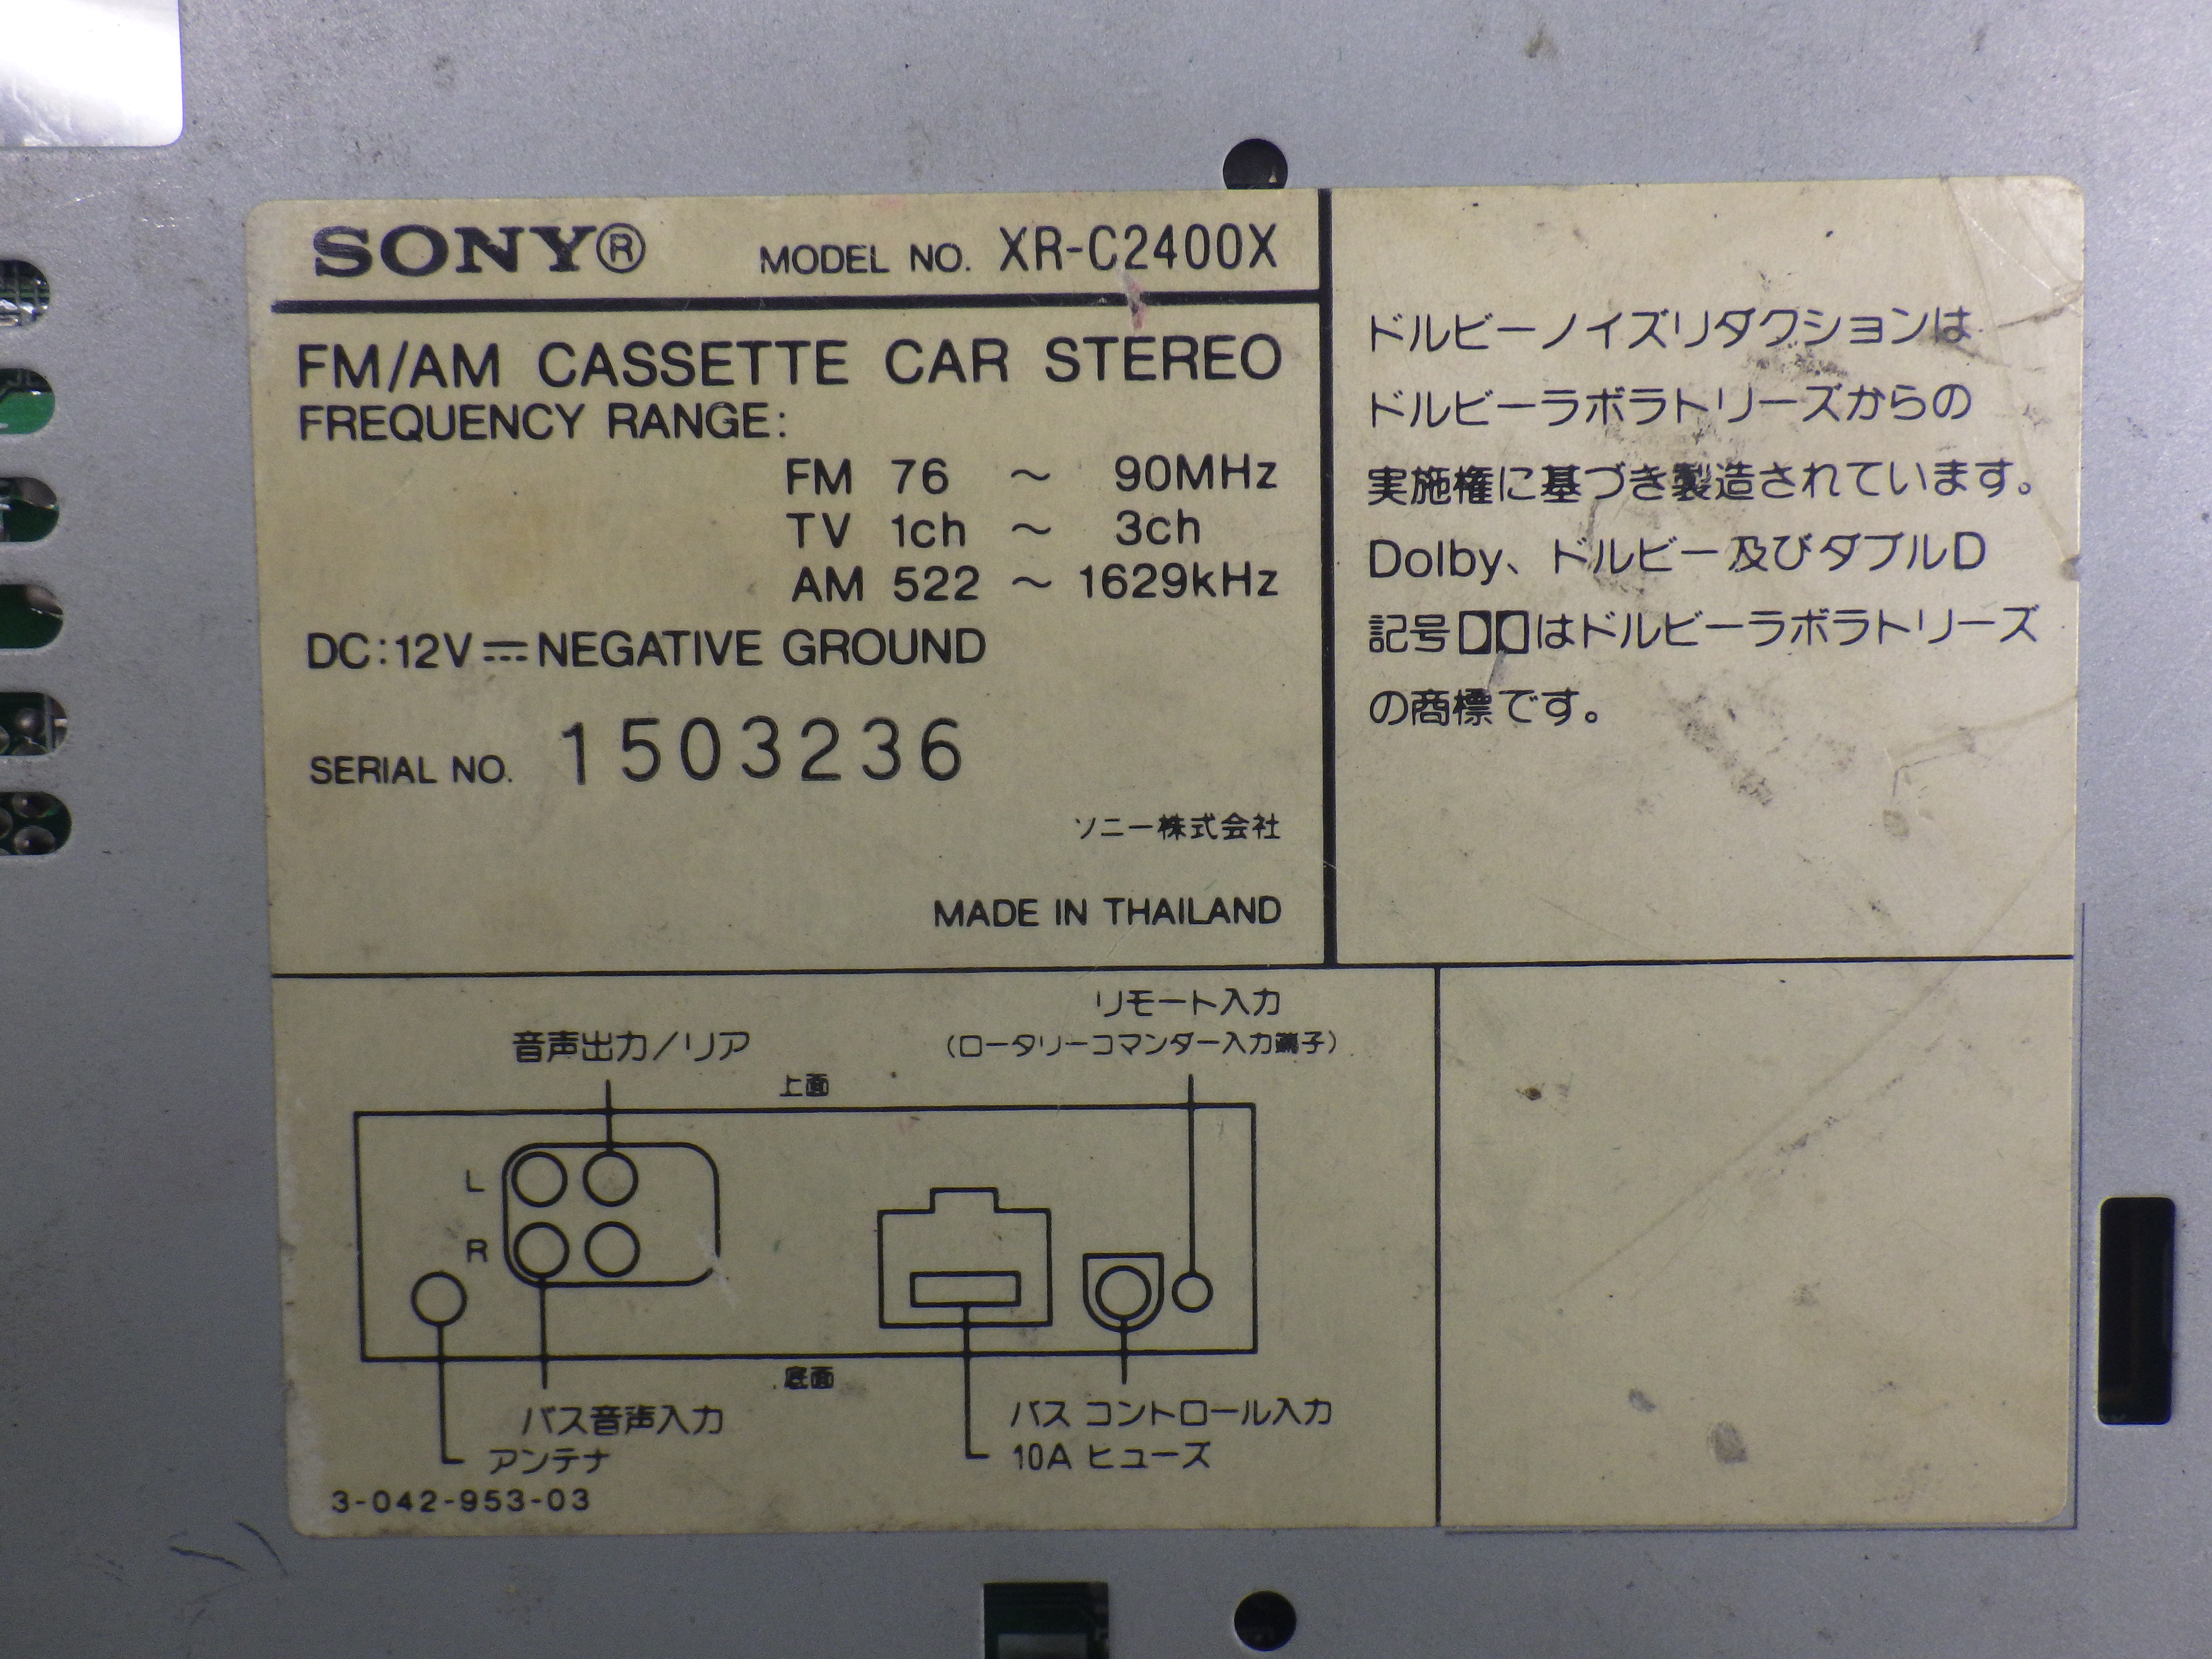 SONY® MODEL NO. XR-C2400X
FM/AM CASSETTE CAR STEREO
FREQUENCY RANGE:
FM 76 ~ 90MHz
TV 1ch ~ 3ch
AM 522 ~ 1629kHz
DC:12V⎓NEGATIVE GROUND
SERIAL NO. 1503236
ソニー株式会社
MADE IN THAILAND
ドルビーノイズリダクションは
ドルビーラボラトリーズからの
実施権に基づき製造されています。
Dolby、ドルビー及びダブルD
記号はドルビーラボラトリーズ
の商標です。
リモート入力
音声出力/リア
(ロータリーコマンダー入力端子)
上面
L
R
底面
バス音声入力
バス コントロール入力
アンテナ
10A ヒューズ
3-042-953-03